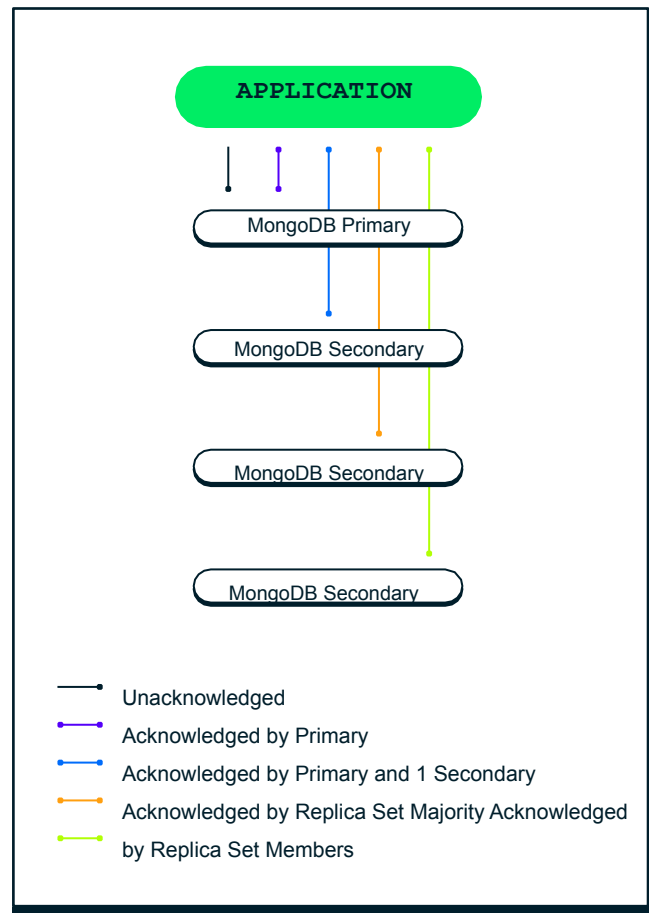 APPLICATION
MongoDB Primary
MongoDB Secondary
MongoDB Secondary
MongoDB Secondary
Unacknowledged
Acknowledged by Primary
Acknowledged by Primary and 1 Secondary
Acknowledged by Replica Set Majority Acknowledged
by Replica Set Members